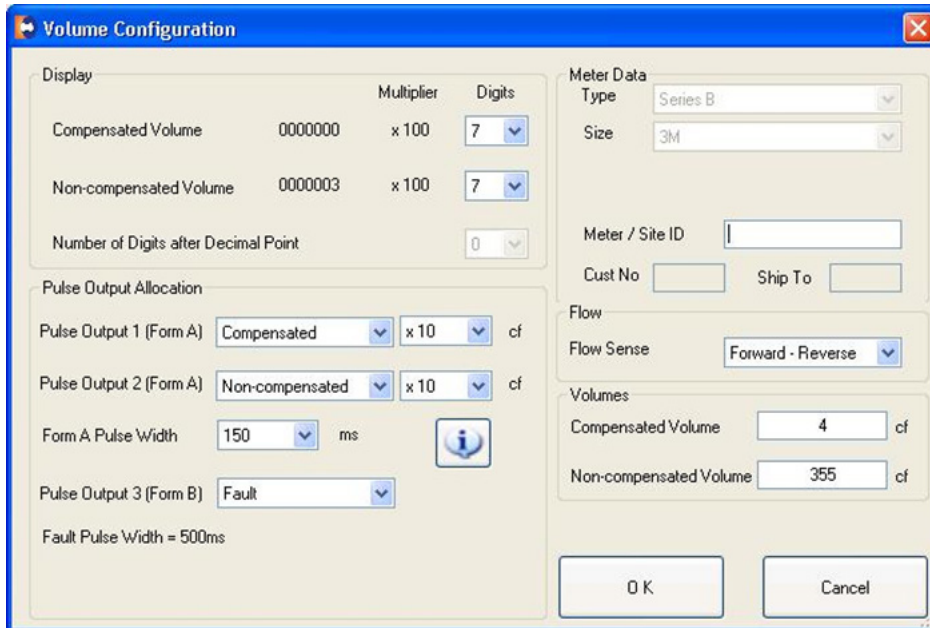 Volume Configuration
Display
Multiplier Digits
Compensated Volume 0000000 x 100 7
Non-compensated Volume 0000003 x 100 7
Number of Digits after Decimal Point 0
Pulse Output Allocation
Pulse Output 1 (Form A) Compensated x 10 cf
Pulse Output 2 (Form A) Non-compensated x 10 cf
Form A Pulse Width 150 ms
Pulse Output 3 (Form B) Fault
Fault Pulse Width = 500ms
Meter Data
Type Series B
Size 3M
Meter / Site ID
Cust No Ship To
Flow
Flow Sense Forward - Reverse
Volumes
Compensated Volume 4 cf
Non-compensated Volume 355 cf
O K Cancel